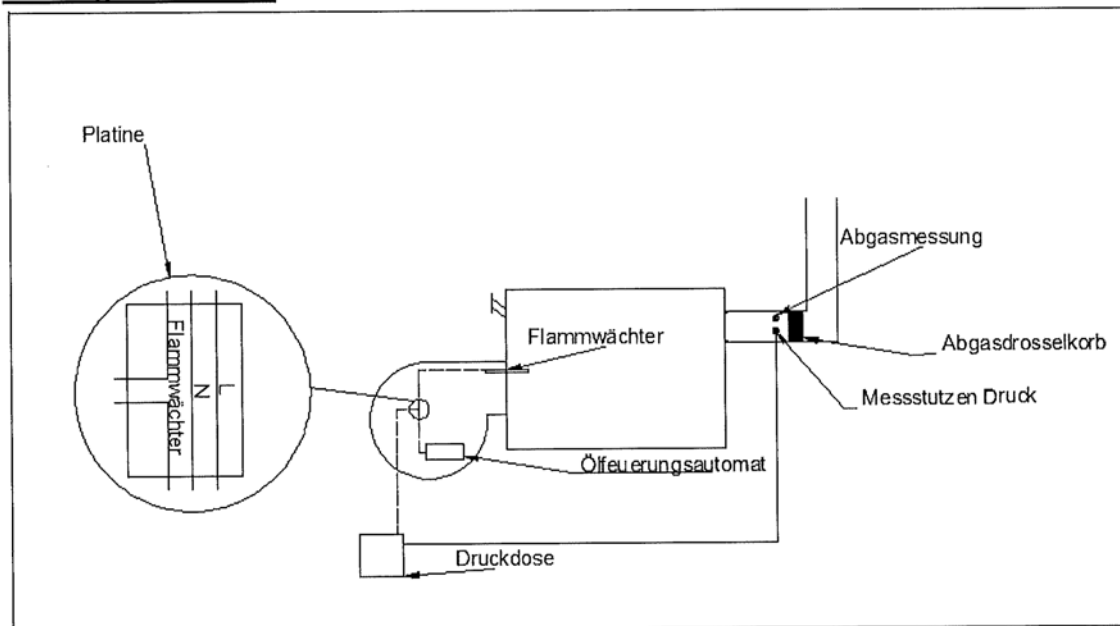 Platine
Abgasmessung
Flammwächter
Abgasdrosselkorb
Messstutzen Druck
Flammwächter
N
L
Ölfeuerungsautomat
Druckdose